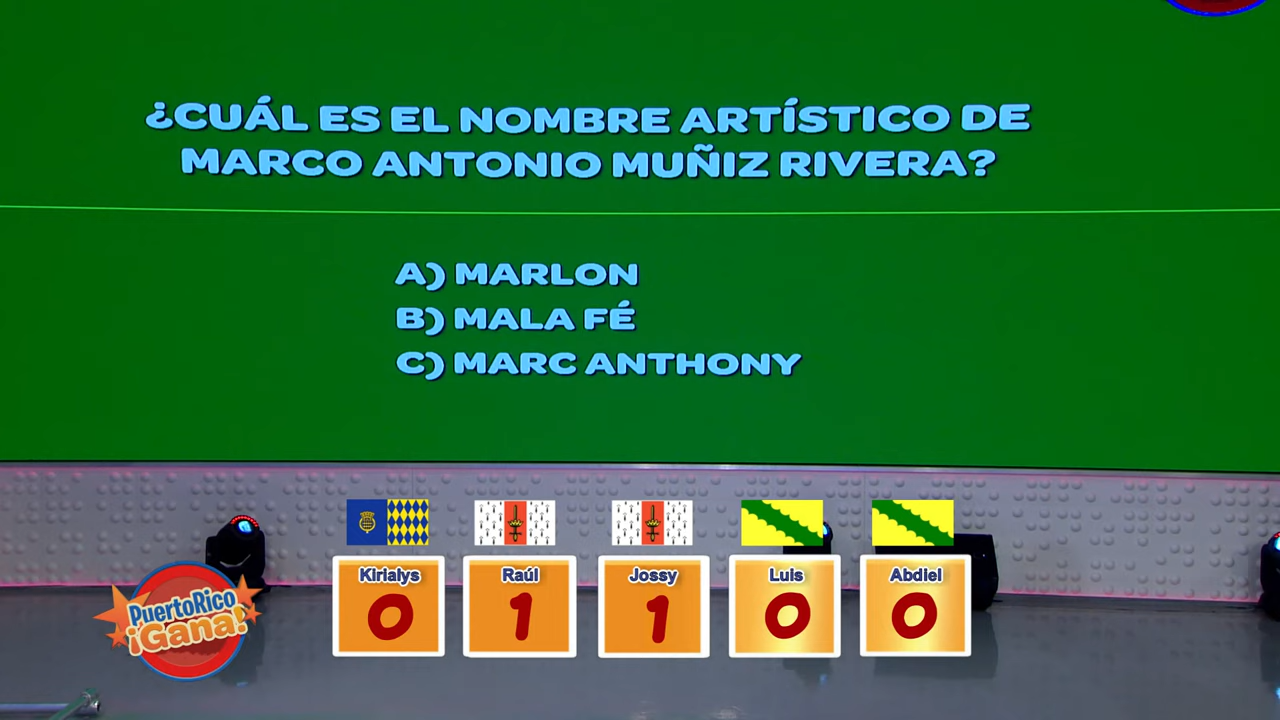 ¿CUÁL ES EL NOMBRE ARTÍSTICO DE
MARCO ANTONIO MUÑIZ RIVERA?
A) MARLON
B) MALA FÉ
C) MARC ANTHONY
Kirialys
0
Raúl
1
Jossy
1
Luis
0
Abdiel
0
PuertoRico
¡Gana!